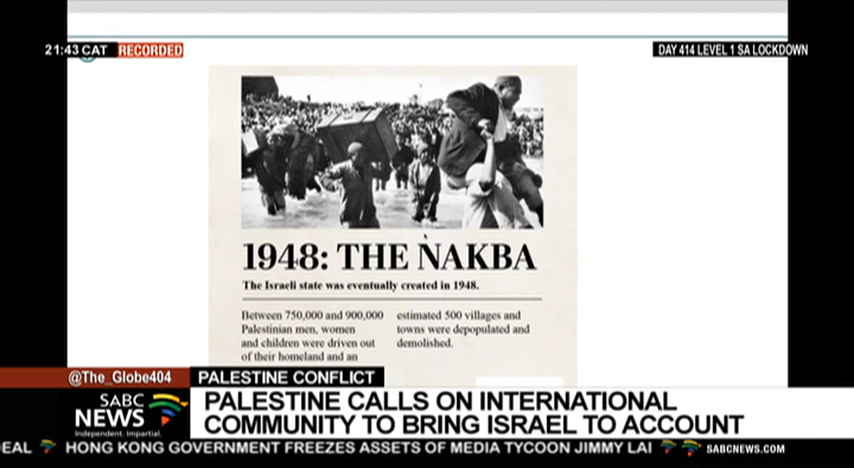 21:43 CAT RECORDED
DAY 414 LEVEL 1 SA LOCKDOWN
1948: THE NAKBA
The Israeli state was eventually created in 1948.
Between 750,000 and 900,000
Palestinian men, women
and children were driven out
of their homeland and an
estimated 500 villages and
towns were depopulated and
demolished.
@The_Globe404
PALESTINE CONFLICT
SABC
NEWS
Independent. Impartial.
PALESTINE CALLS ON INTERNATIONAL
COMMUNITY TO BRING ISRAEL TO ACCOUNT
EAL HONG KONG GOVERNMENT FREEZES ASSETS OF MEDIA TYCOON JIMMY LAI SABCNEWS.COM